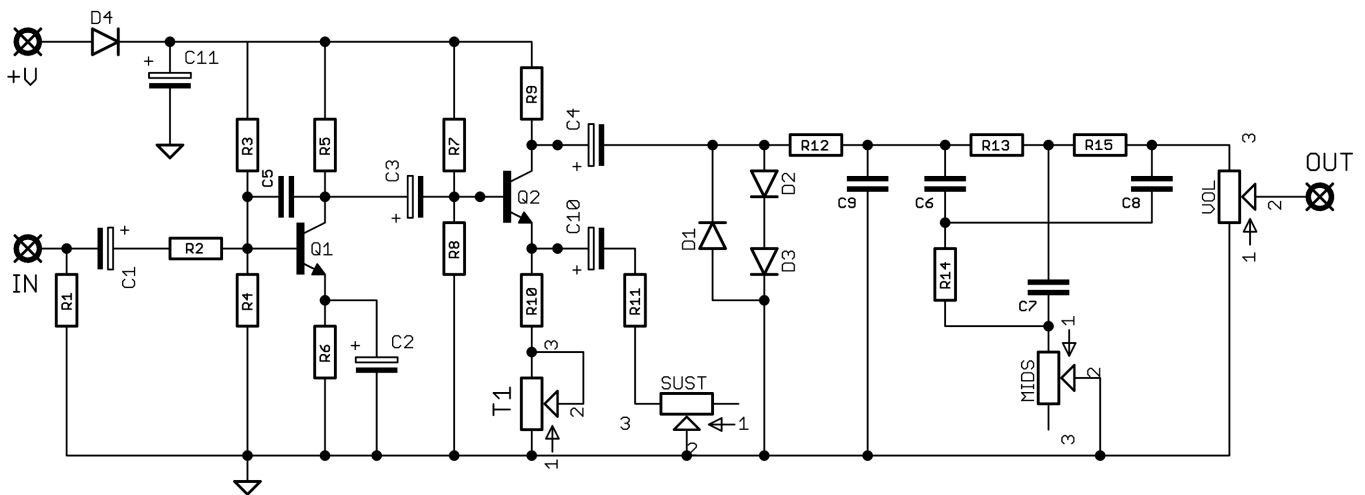 D4
+V
C11
+
R3
R5
R7
R9
C4
+
C5
C3
+
Q2
C10
+
IN
R1
C1
+
R2
R4
Q1
R6
C2
+
R8
R10
R11
3
T1
2
1
SUST
3
1
2
D1
D2
D3
R12
C9
C6
R13
R15
C8
R14
C7
1
MIDS
2
3
3
VOL
2
1
OUT